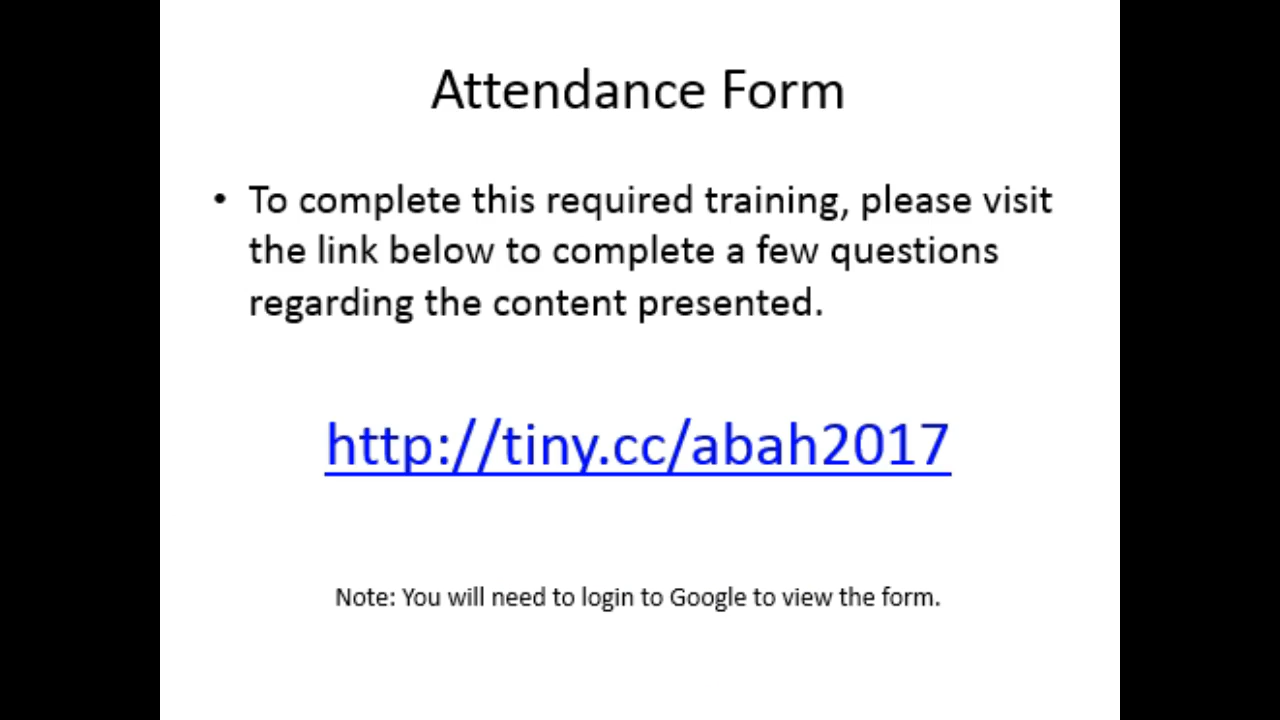 Attendance Form
• To complete this required training, please visit
the link below to complete a few questions
regarding the content presented.
http://tiny.cc/abah2017
Note: You will need to login to Google to view the form.